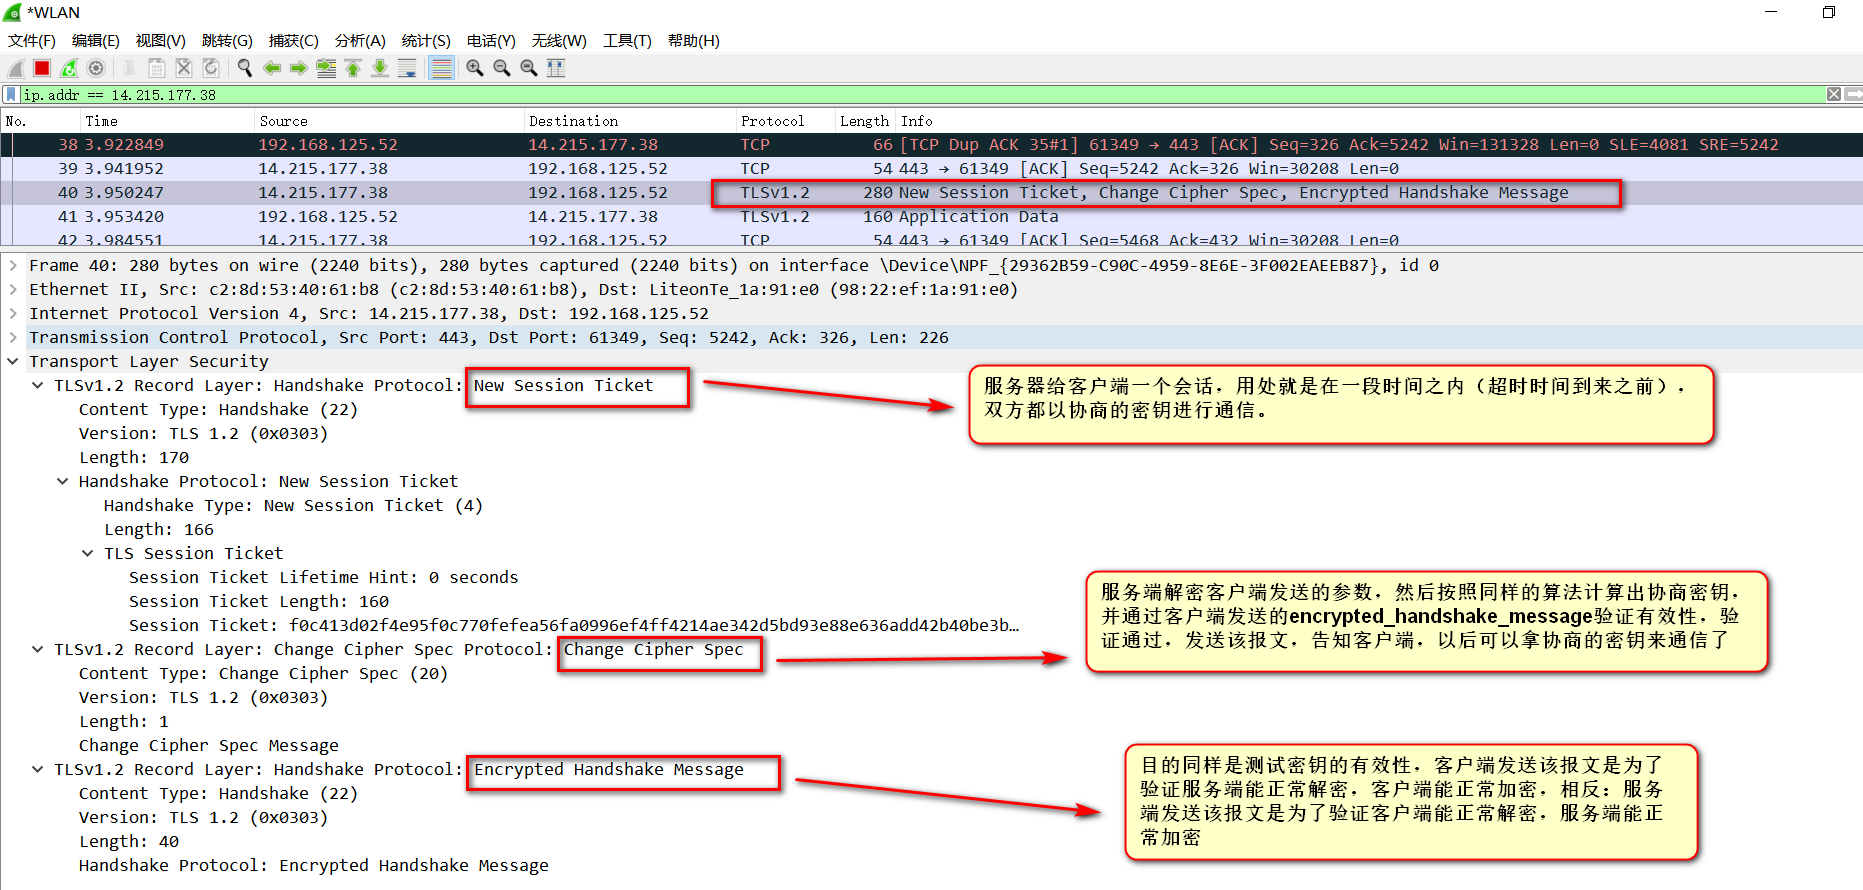 *WLAN
文件(F) 编辑(E) 视图(V) 跳转(G) 捕获(C) 分析(A) 统计(S) 电话(Y) 无线(W) 工具(T) 帮助(H)
ip.addr == 14.215.177.38
No. Time Source Destination Protocol Length Info
38 3.922849 192.168.125.52 14.215.177.38 TCP 66 [TCP Dup ACK 35#1] 61349 → 443 [ACK] Seq=326 Ack=5242 Win=131328 Len=0 SLE=4081 SRE=5242
39 3.941952 14.215.177.38 192.168.125.52 TCP 54 443 → 61349 [ACK] Seq=5242 Ack=326 Win=30208 Len=0
40 3.950247 14.215.177.38 192.168.125.52 TLSv1.2 280 New Session Ticket, Change Cipher Spec, Encrypted Handshake Message
41 3.953420 192.168.125.52 14.215.177.38 TLSv1.2 160 Application Data
42 3.984551 14.215.177.38 192.168.125.52 TCP 54 443 → 61349 [ACK] Seq=5468 Ack=432 Win=30208 Len=0
Frame 40: 280 bytes on wire (2240 bits), 280 bytes captured (2240 bits) on interface \Device\NPF_{29362B59-C90C-4959-8E6E-3F002EAEEB87}, id 0
Ethernet II, Src: c2:8d:53:40:61:b8 (c2:8d:53:40:61:b8), Dst: LiteonTe_1a:91:e0 (98:22:ef:1a:91:e0)
Internet Protocol Version 4, Src: 14.215.177.38, Dst: 192.168.125.52
Transmission Control Protocol, Src Port: 443, Dst Port: 61349, Seq: 5242, Ack: 326, Len: 226
Transport Layer Security
TLSv1.2 Record Layer: Handshake Protocol: New Session Ticket
Content Type: Handshake (22)
Version: TLS 1.2 (0x0303)
Length: 170
Handshake Protocol: New Session Ticket
Handshake Type: New Session Ticket (4)
Length: 166
TLS Session Ticket
Session Ticket Lifetime Hint: 0 seconds
Session Ticket Length: 160
Session Ticket: f0c413d02f4e95f0c770fefea56fa0996ef4ff4214ae342d5bd93e88e636add42b40be3b…
TLSv1.2 Record Layer: Change Cipher Spec Protocol: Change Cipher Spec
Content Type: Change Cipher Spec (20)
Version: TLS 1.2 (0x0303)
Length: 1
Change Cipher Spec Message
TLSv1.2 Record Layer: Handshake Protocol: Encrypted Handshake Message
Content Type: Handshake (22)
Version: TLS 1.2 (0x0303)
Length: 40
Handshake Protocol: Encrypted Handshake Message
服务器给客户端一个会话，用处就是在一段时间之内（超时时间到来之前），
双方都以协商的密钥进行通信。
服务端解密客户端发送的参数，然后按照同样的算法计算出协商密钥，
并通过客户端发送的encrypted_handshake_message验证有效性，验
证通过，发送该报文，告知客户端，以后可以拿协商的密钥来通信了
目的同样是测试密钥的有效性，客户端发送该报文是为了
验证服务端能正常解密，客户端能正常加密，相反：服务
端发送该报文是为了验证客户端能正常解密，服务端能正
常加密